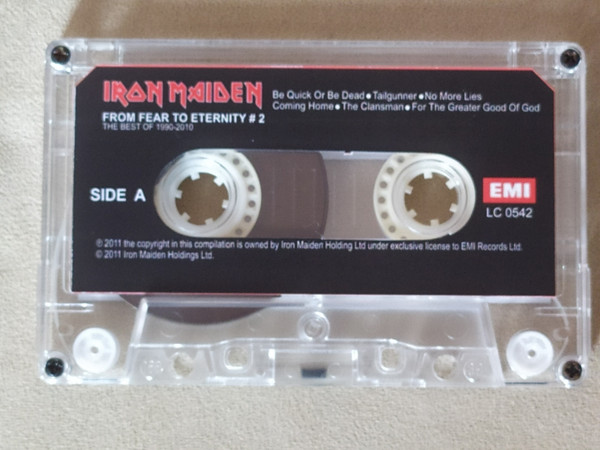 IRON MAIDEN
FROM FEAR TO ETERNITY # 2
THE BEST OF 1990-2010
Be Quick Or Be Dead ● Tailgunner ● No More Lies
Coming Home ● The Clansman ● For The Greater Good Of God
SIDE A
EMI
LC 0542
℗ 2011 the copyright in this compilation is owned by Iron Maiden Holding Ltd under exclusive license to EMI Records Ltd.
© 2011 Iron Maiden Holdings Ltd.